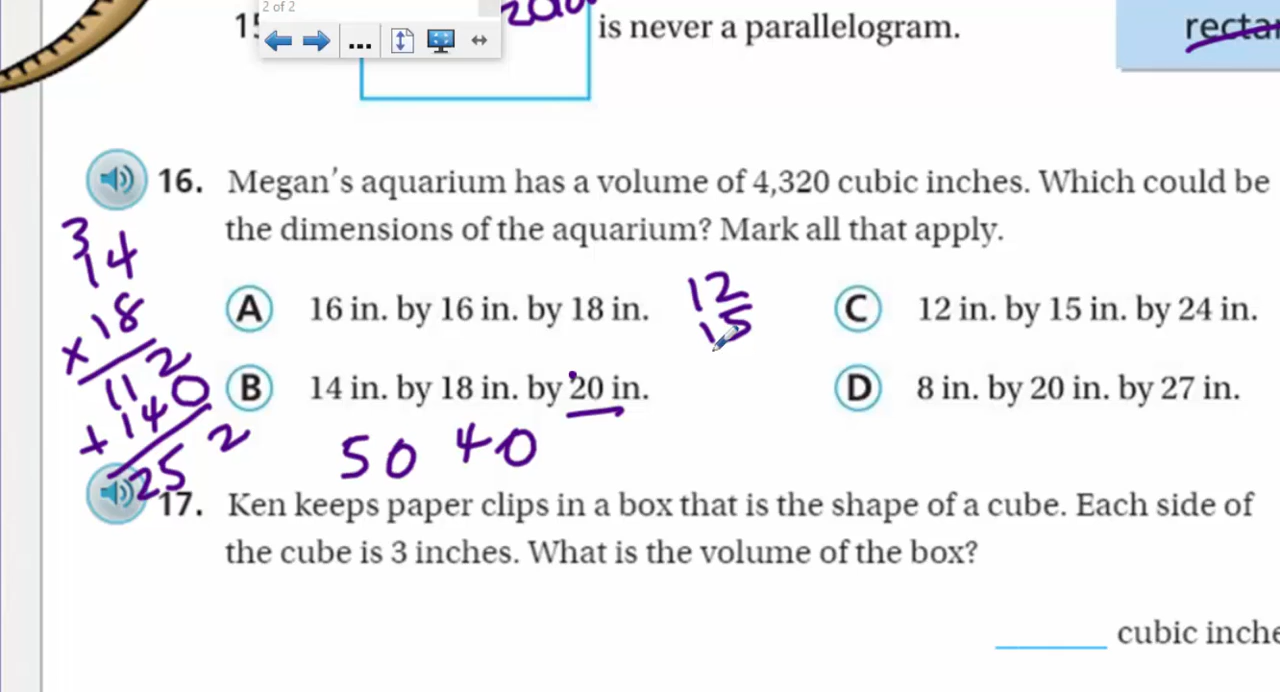 2 of 2
is never a parallelogram.
16. Megan's aquarium has a volume of 4,320 cubic inches. Which could be
the dimensions of the aquarium? Mark all that apply.
A 16 in. by 16 in. by 18 in.
C 12 in. by 15 in. by 24 in.
B 14 in. by 18 in. by 20 in.
D 8 in. by 20 in. by 27 in.
3
14
× 18
112
+ 140
252
12
15
50 40
17. Ken keeps paper clips in a box that is the shape of a cube. Each side of
the cube is 3 inches. What is the volume of the box?
cubic inche